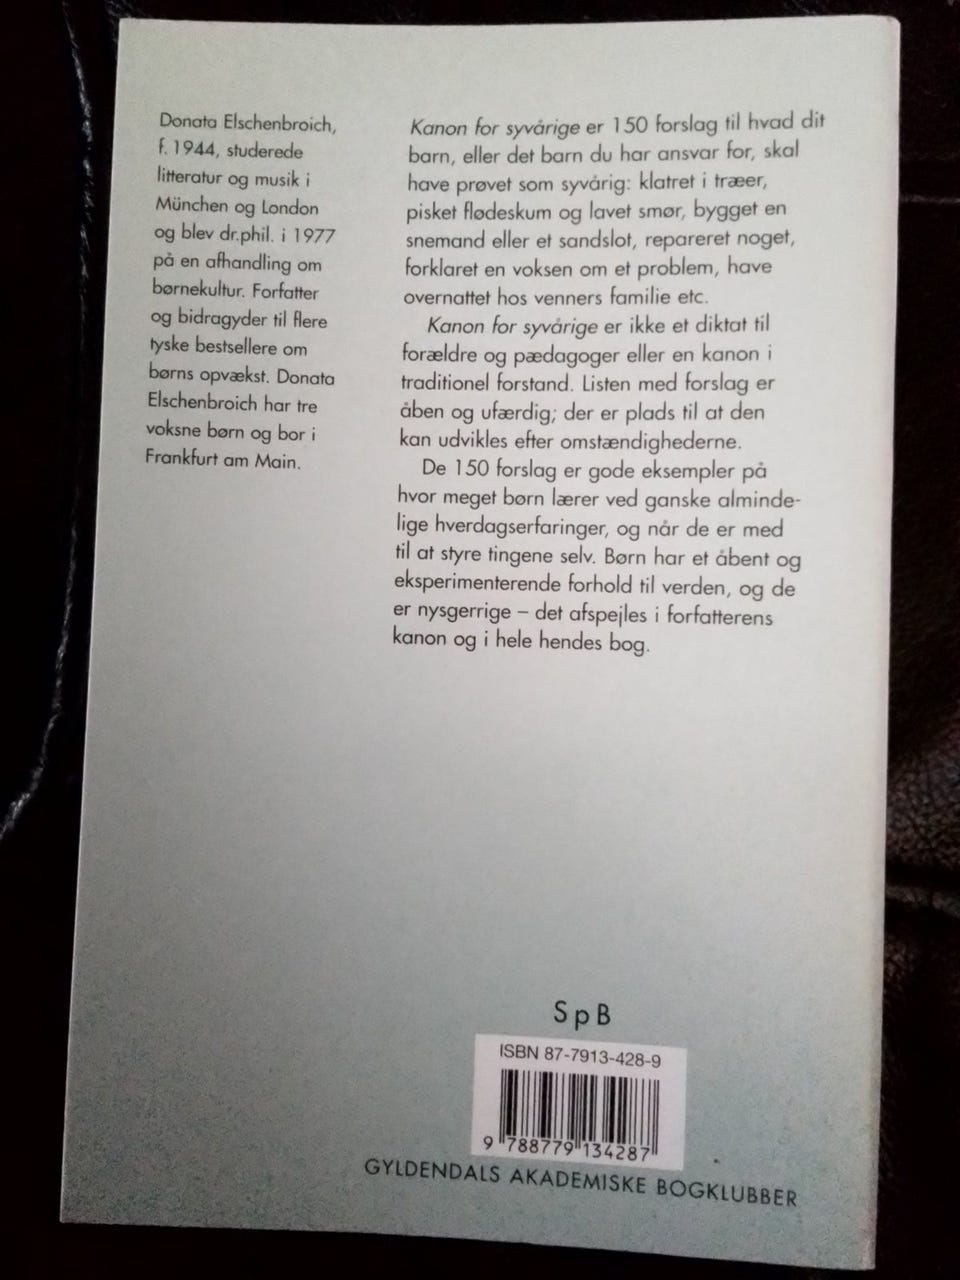 Donata Elschenbroich,
f. 1944, studerede
litteratur og musik i
München og London
og blev dr.phil. i 1977
på en afhandling om
børnekultur. Forfatter
og bidragyder til flere
tyske bestsellere om
børns opvækst. Donata
Elschenbroich har tre
voksne børn og bor i
Frankfurt am Main.
Kanon for syvårige er 150 forslag til hvad dit
barn, eller det barn du har ansvar for, skal
have prøvet som syvårig: klatret i træer,
pisket flødeskum og lavet smør, bygget en
snemand eller et sandslot, repareret noget,
forklaret en voksen om et problem, have
overnattet hos venners familie etc.
Kanon for syvårige er ikke et diktat til
forældre og pædagoger eller en kanon i
traditionel forstand. Listen med forslag er
åben og ufærdig; der er plads til at den
kan udvikles efter omstændighederne.
De 150 forslag er gode eksempler på
hvor meget børn lærer ved ganske alminde-
lige hverdagserfaringer, og når de er med
til at styre tingene selv. Børn har et åbent og
eksperimenterende forhold til verden, og de
er nysgerrige – det afspejles i forfatterens
kanon og i hele hendes bog.
SpB
ISBN 87-7913-428-9
9 788779 134287
GYLDENDALS AKADEMISKE BOGKLUBBER